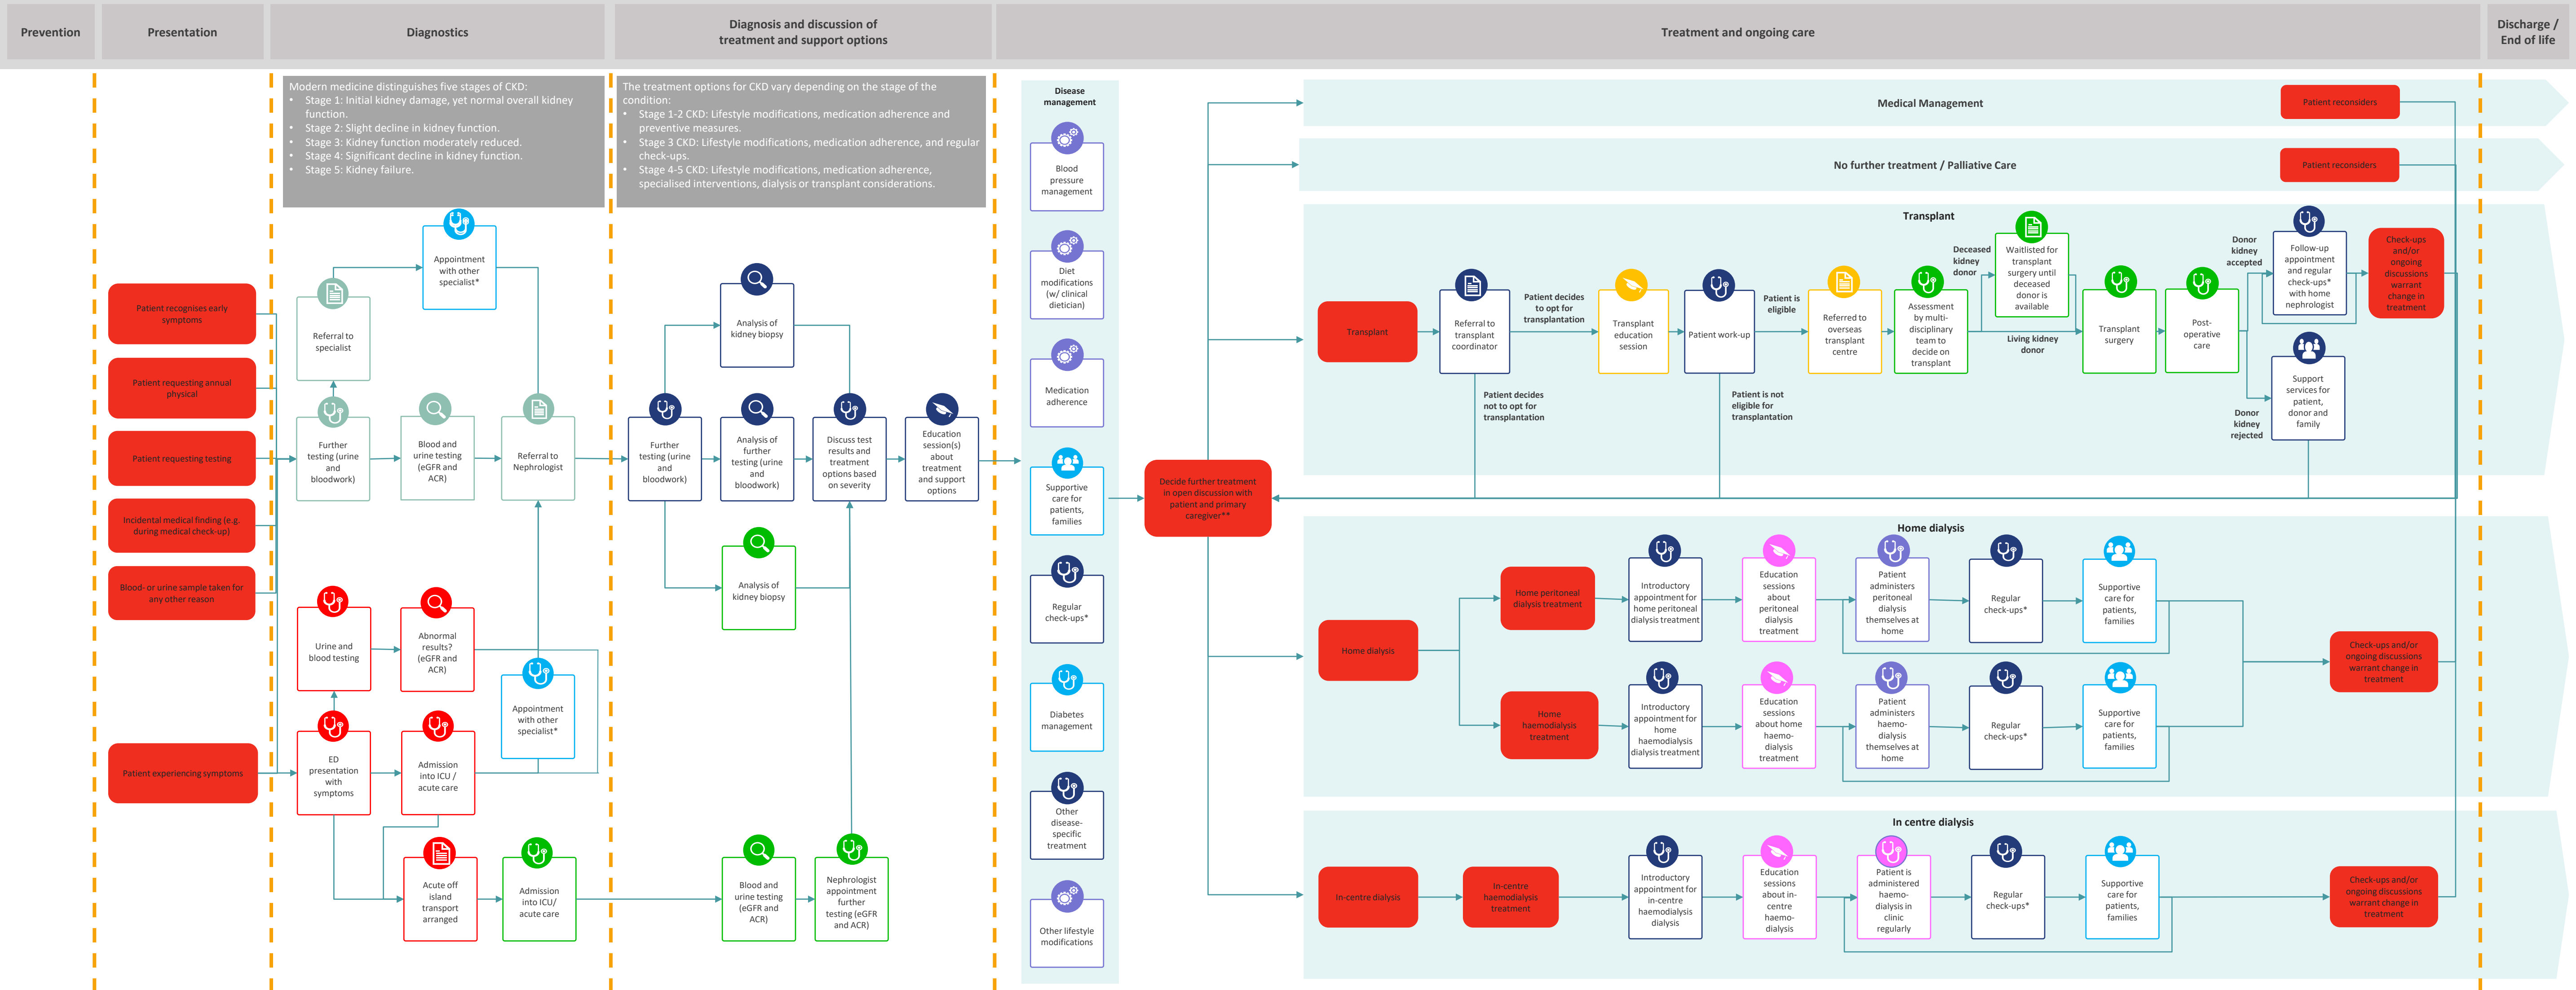 Prevention
Presentation
Diagnostics
Diagnosis and discussion of
treatment and support options
Treatment and ongoing care
Discharge /
End of life
Modern medicine distinguishes five stages of CKD:
• Stage 1: Initial kidney damage, yet normal overall kidney
function.
• Stage 2: Slight decline in kidney function.
• Stage 3: Kidney function moderately reduced.
• Stage 4: Significant decline in kidney function.
• Stage 5: Kidney failure.
The treatment options for CKD vary depending on the stage of the
condition:
• Stage 1-2 CKD: Lifestyle modifications, medication adherence and
preventive measures.
• Stage 3 CKD: Lifestyle modifications, medication adherence, and regular
check-ups.
• Stage 4-5 CKD: Lifestyle modifications, medication adherence,
specialised interventions, dialysis or transplant considerations.
Patient recognises early
symptoms
Patient requesting annual
physical
Patient requesting testing
Incidental medical finding (e.g.
during medical check-up)
Blood- or urine sample taken for
any other reason
Patient experiencing symptoms
Appointment
with other
specialist*
Referral to
specialist
Further
testing (urine
and
bloodwork)
Blood and
urine testing
(eGFR and
ACR)
Referral to
Nephrologist
Urine and
blood testing
Abnormal
results?
(eGFR and
ACR)
Appointment
with other
specialist*
ED
presentation
with
symptoms
Admission
into ICU /
acute care
Acute off
island
transport
arranged
Admission
into ICU/
acute care
Analysis of
kidney biopsy
Further
testing (urine
and
bloodwork)
Analysis of
further
testing (urine
and
bloodwork)
Discuss test
results and
treatment
options based
on severity
Education
session(s)
about
treatment
and support
options
Analysis of
kidney biopsy
Blood and
urine testing
(eGFR and
ACR)
Nephrologist
appointment
further
testing (eGFR
and ACR)
Disease
management
Blood
pressure
management
Diet
modifications
(w/ clinical
dietician)
Medication
adherence
Supportive
care for
patients,
families
Regular
check-ups*
Diabetes
management
Other
disease-
specific
treatment
Other lifestyle
modifications
Decide further treatment
in open discussion with
patient and primary
caregiver**
Medical Management
Patient reconsiders
No further treatment / Palliative Care
Patient reconsiders
Transplant
Transplant
Referral to
transplant
coordinator
Patient decides
to opt for
transplantation
Patient decides
not to opt for
transplantation
Transplant
education
session
Patient work-up
Patient is
eligible
Patient is not
eligible for
transplantation
Referred to
overseas
transplant
centre
Assessment
by multi-
disciplinary
team to
decide on
transplant
Deceased
kidney
donor
Waitlisted for
transplant
surgery until
deceased
donor is
available
Living kidney
donor
Transplant
surgery
Post-
operative
care
Donor
kidney
accepted
Donor
kidney
rejected
Follow-up
appointment
and regular
check-ups*
with home
nephrologist
Support
services for
patient,
donor and
family
Check-ups
and/or
ongoing
discussions
warrant
change in
treatment
Home dialysis
Home dialysis
Home peritoneal
dialysis treatment
Introductory
appointment for
home peritoneal
dialysis treatment
Education
sessions
about
peritoneal
dialysis
treatment
Patient
administers
peritoneal
dialysis
themselves at
home
Regular
check-ups*
Supportive
care for
patients,
families
Home
haemodialysis
treatment
Introductory
appointment for
home
haemodialysis
dialysis treatment
Education
sessions
about home
haemo-
dialysis
treatment
Patient
administers
haemo-
dialysis
themselves at
home
Regular
check-ups*
Supportive
care for
patients,
families
Check-ups and/or
ongoing discussions
warrant change in
treatment
In centre dialysis
In-centre dialysis
In-centre
haemodialysis
treatment
Introductory
appointment for
in-centre
haemodialysis
dialysis
Education
sessions
about in-
centre
haemo-
dialysis
Patient is
administered
haemo-
dialysis in
clinic
regularly
Regular
check-ups*
Supportive
care for
patients,
families
Check-ups and/or
ongoing discussions
warrant change in
treatment